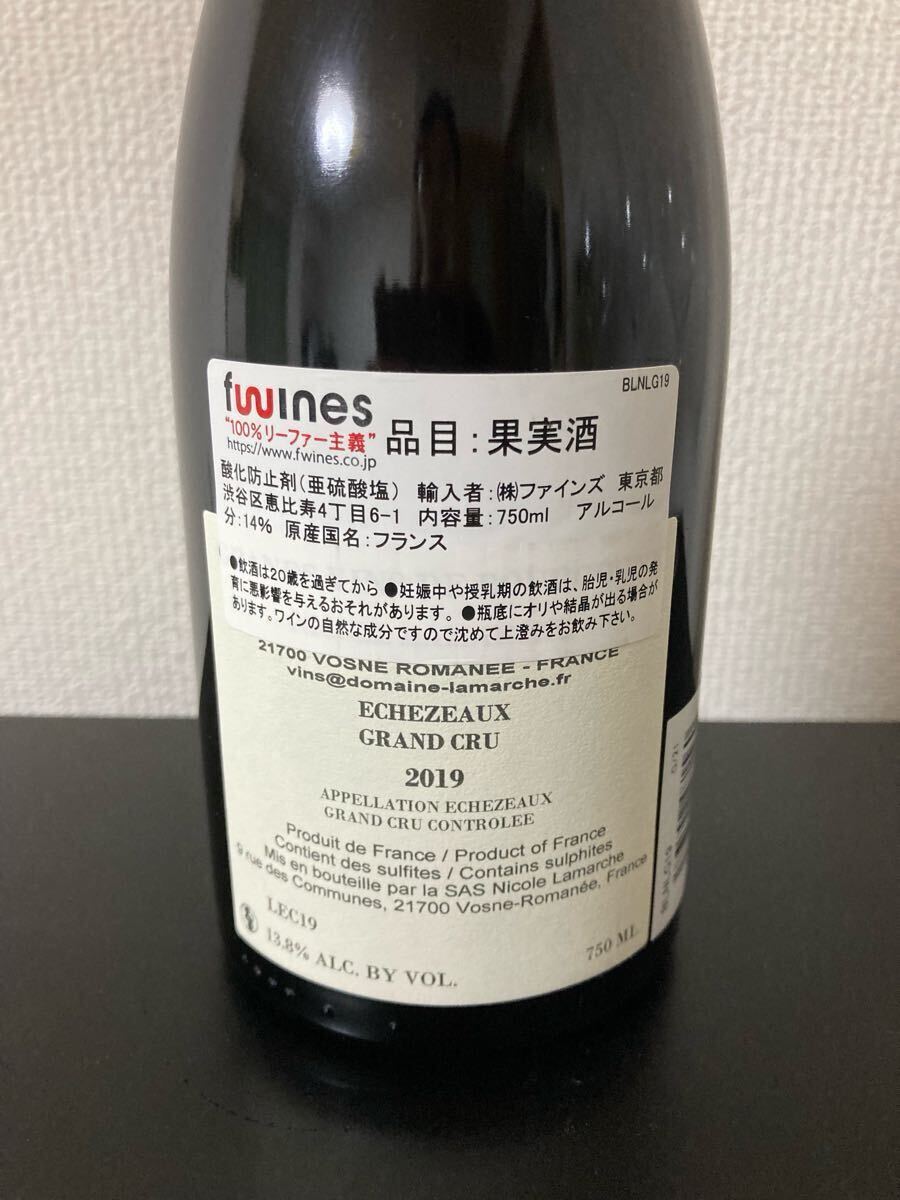 fwines
BLNLG19
"100%リーファー主義"
https://www.fwines.co.jp
品目:果実酒
酸化防止剤(亜硫酸塩) 輸入者:㈱ファインズ 東京都
渋谷区恵比寿4丁目6-1 内容量:750ml アルコール
分:14% 原産国名:フランス
●飲酒は20歳を過ぎてから ●妊娠中や授乳期の飲酒は、胎児・乳児の発
育に悪影響を与えるおそれがあります。 ●瓶底にオリや結晶が出る場合が
あります。ワインの自然な成分ですので沈めて上澄みをお飲み下さい。
21700 VOSNE ROMANEE - FRANCE
vins@domaine-lamarche.fr
ECHEZEAUX
GRAND CRU
2019
APPELLATION ECHEZEAUX
GRAND CRU CONTROLEE
Produit de France / Product of France
Contient des sulfites / Contains sulphites
Mis en bouteille par la SAS Nicole Lamarche
9 rue des Communes, 21700 Vosne-Romanée, France
LEC19
13,8% ALC. BY VOL.
750 ML
BLNLG19